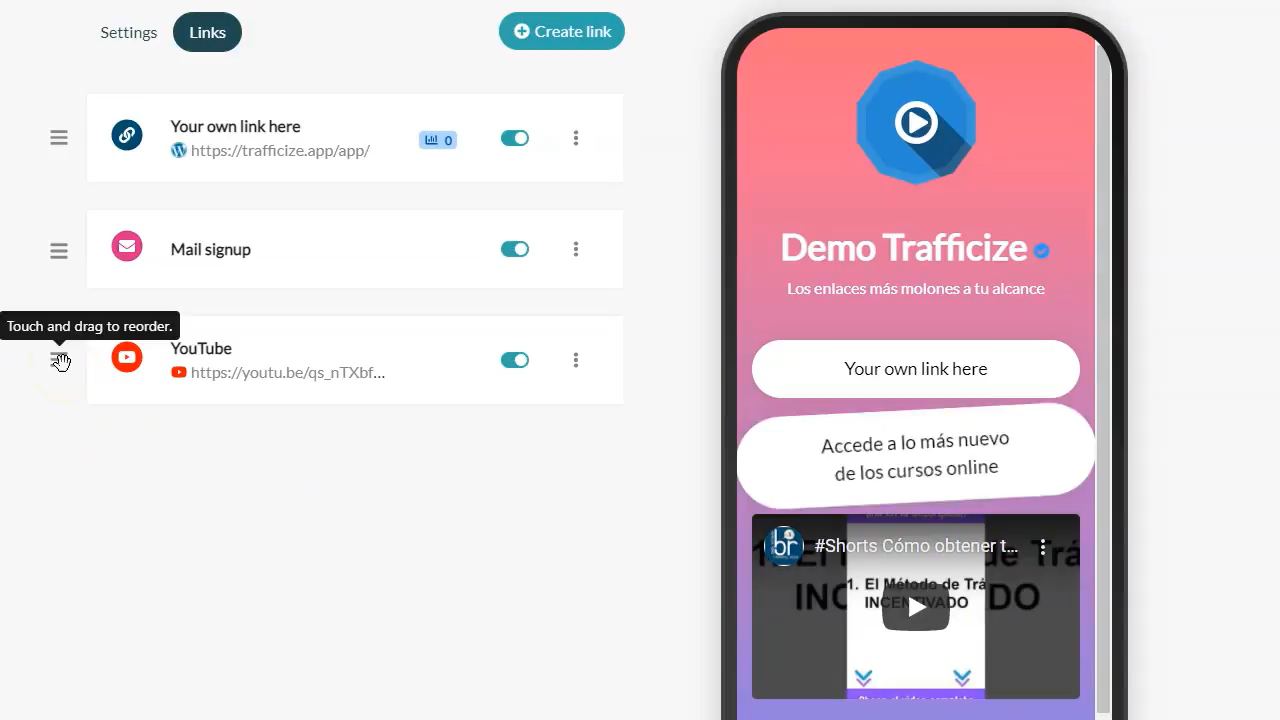 Settings
Links
Create link
Your own link here
https://trafficize.app/app/
0
Mail signup
Touch and drag to reorder.
YouTube
https://youtu.be/qs_nTXbf...
Demo Trafficize
Los enlaces más molones a tu alcance
Your own link here
Accede a lo más nuevo
de los cursos online
#Shorts Cómo obtener t...
1. El Método de Trá
INCENTIVADO